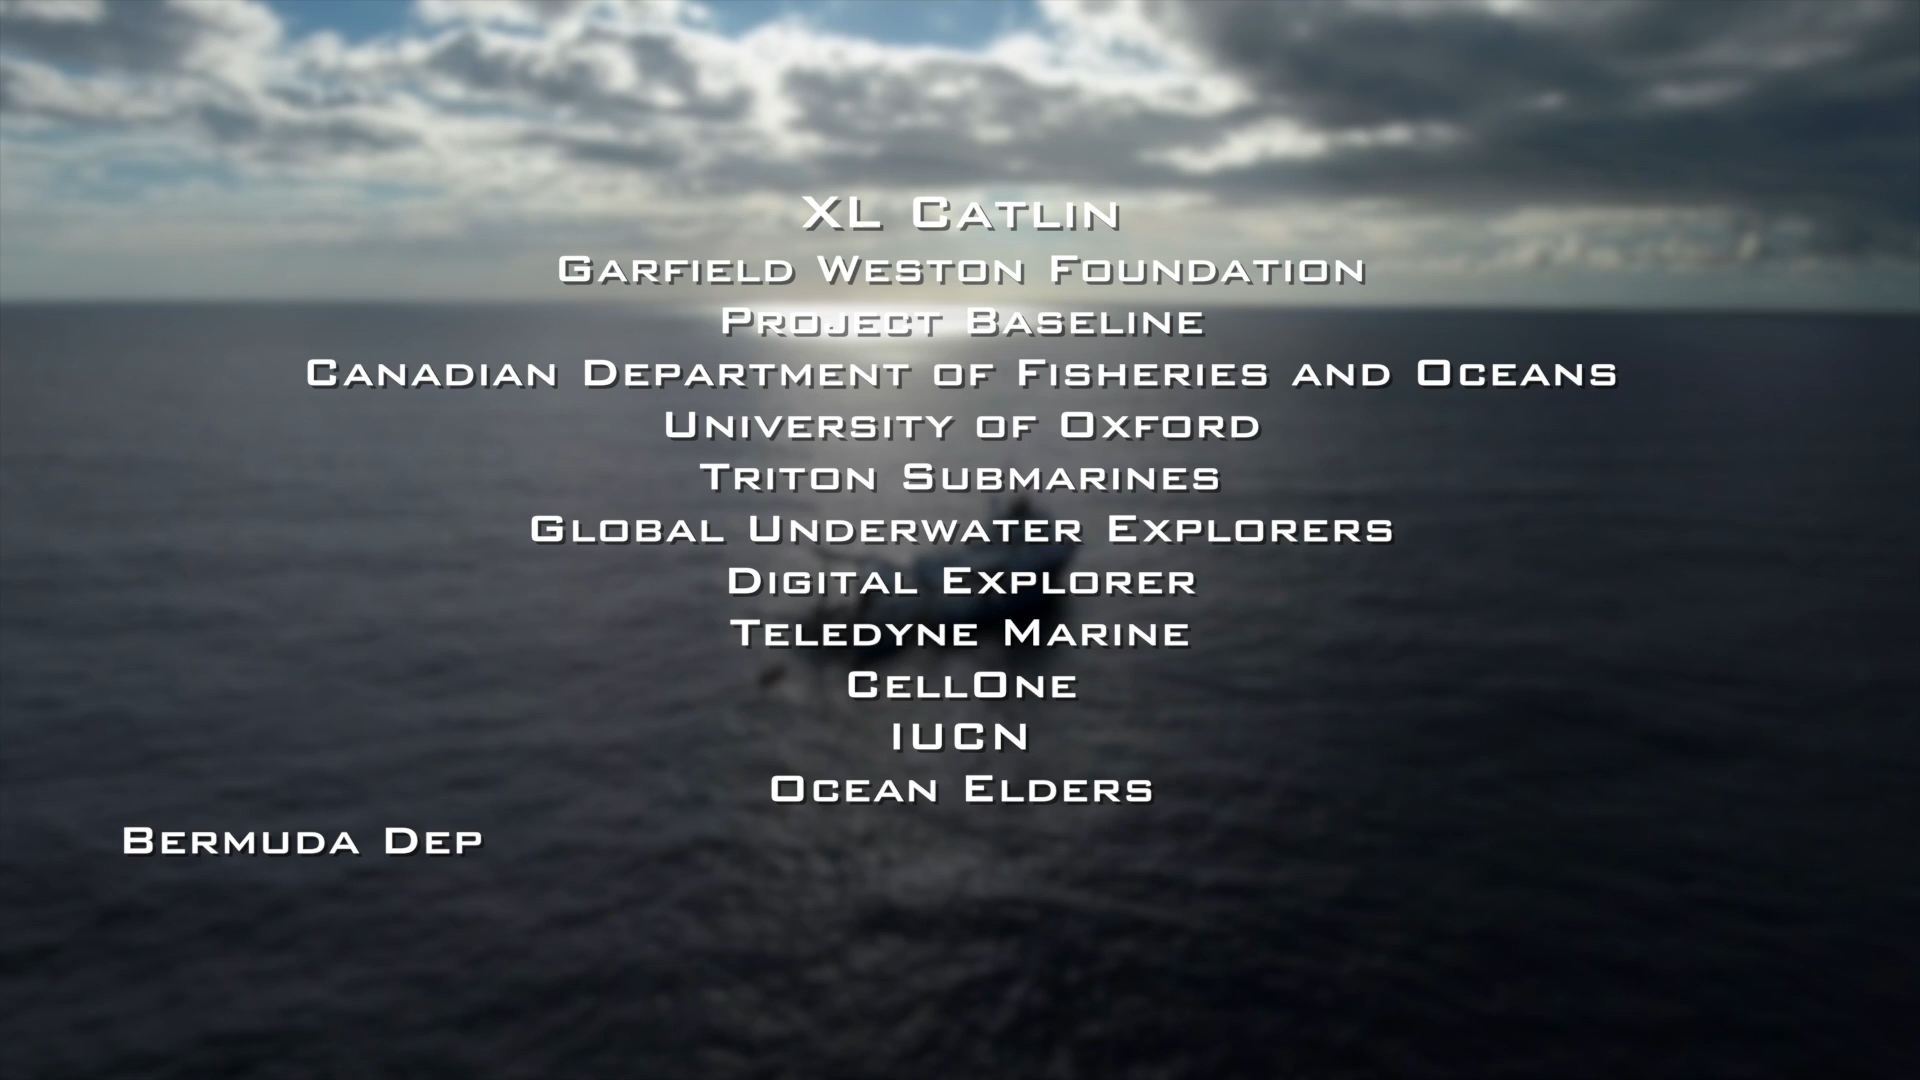 XL Catlin
Garfield Weston Foundation
Project Baseline
Canadian Department of Fisheries and Oceans
University of Oxford
Triton Submarines
Global Underwater Explorers
Digital Explorer
Teledyne Marine
CellOne
IUCN
Ocean Elders
Bermuda Dep